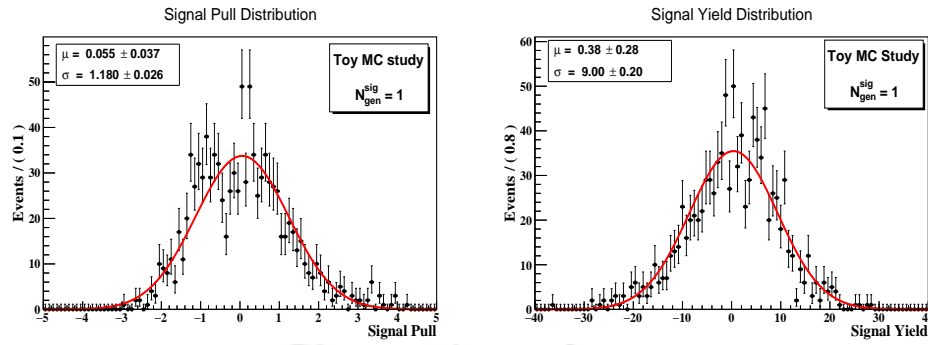 Signal Pull Distribution
μ = 0.055 ± 0.037
σ = 1.180 ± 0.026
Toy MC study
N^sig_gen = 1
Events / ( 0.1 )
50
40
30
20
10
0
−5 −4 −3 −2 −1 0 1 2 3 4 5
Signal Pull
Signal Yield Distribution
μ = 0.38 ± 0.28
σ = 9.00 ± 0.20
Toy MC study
N^sig_gen = 1
Events / ( 0.8 )
60
50
40
30
20
10
0
−40 −30 −20 −10 0 10 20 30 40
Signal Yield